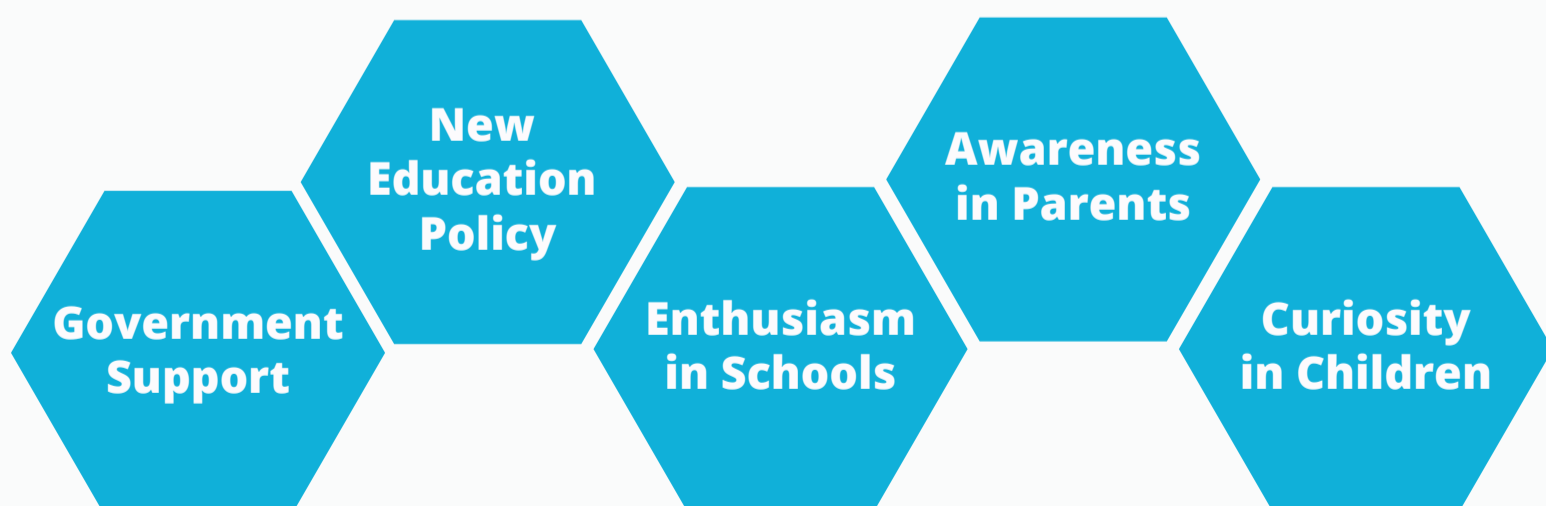 Government
Support
New
Education
Policy
Enthusiasm
in Schools
Awareness
in Parents
Curiosity
in Children